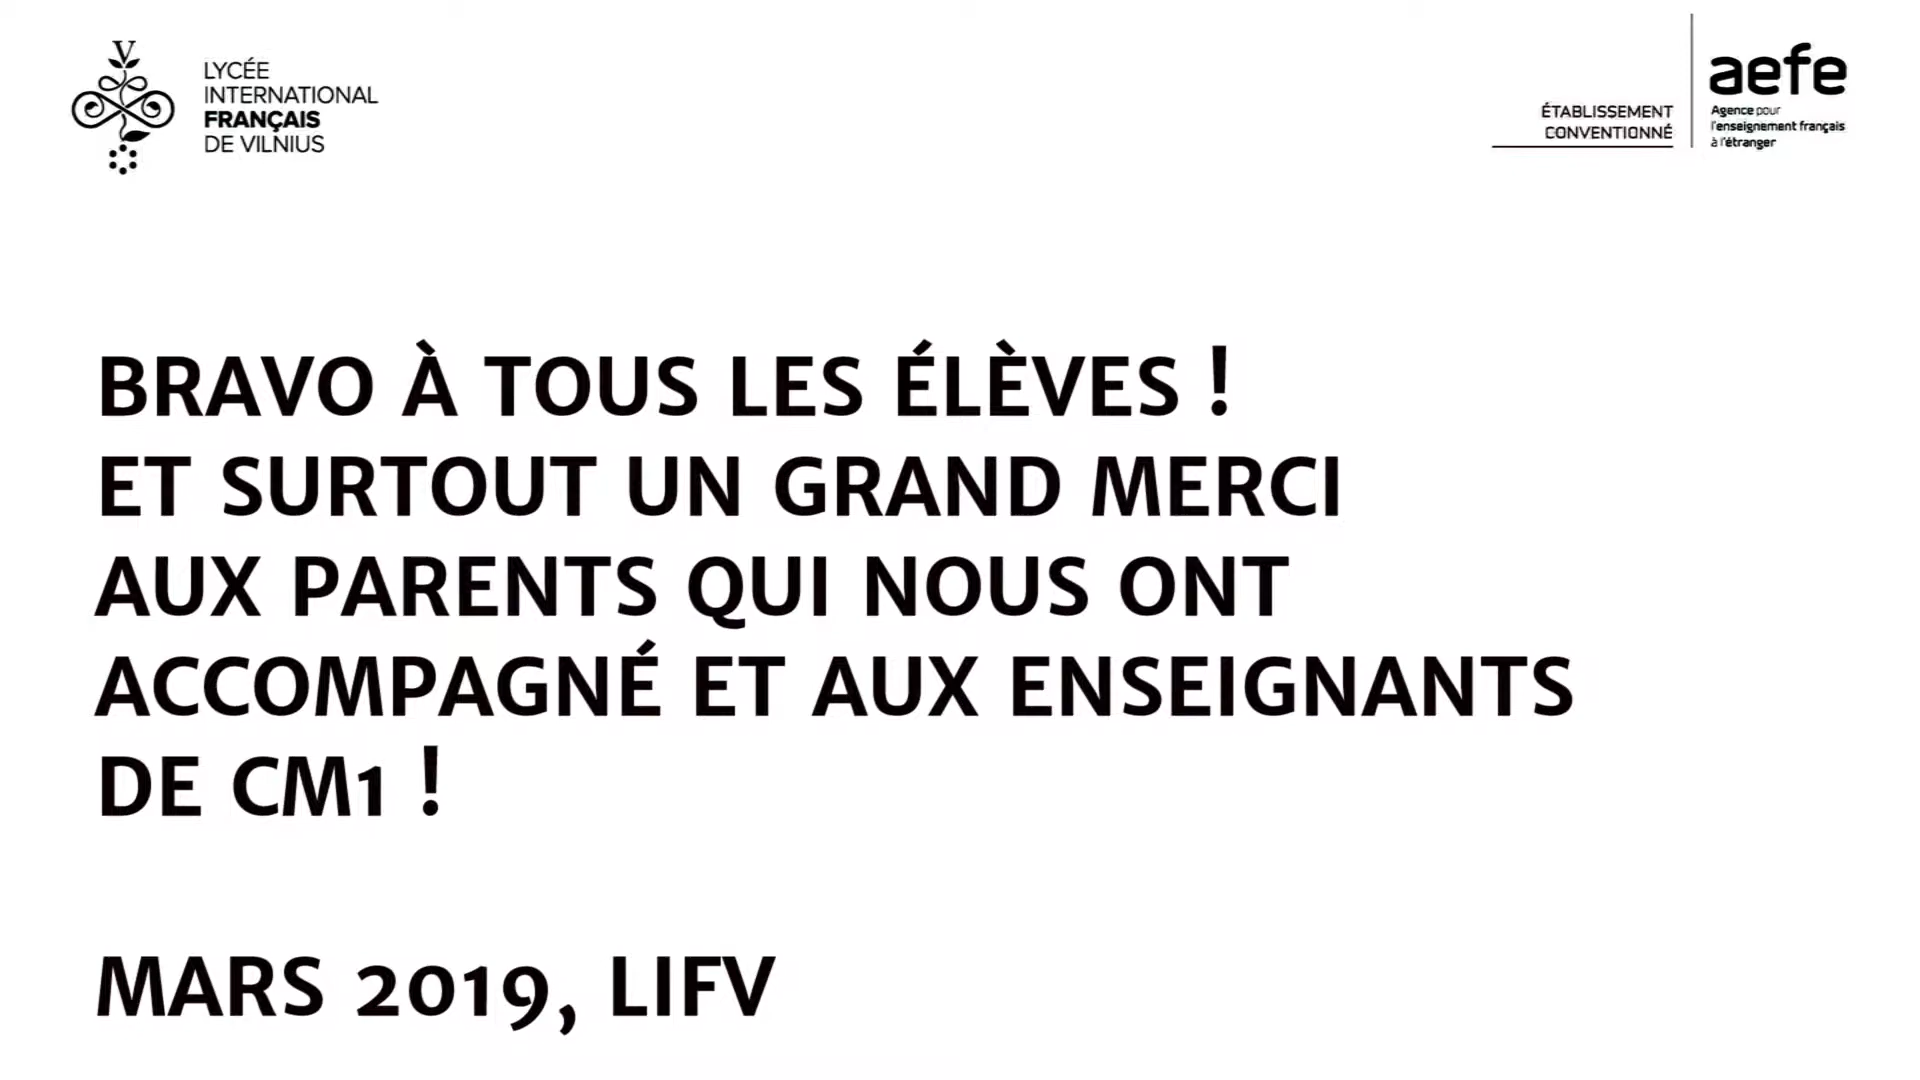 V
LYCÉE
INTERNATIONAL
FRANÇAIS
DE VILNIUS
ÉTABLISSEMENT
CONVENTIONNÉ
aefe
Agence pour
l'enseignement français
à l'étranger
BRAVO À TOUS LES ÉLÈVES !
ET SURTOUT UN GRAND MERCI
AUX PARENTS QUI NOUS ONT
ACCOMPAGNÉ ET AUX ENSEIGNANTS
DE CM1 !
MARS 2019, LIFV